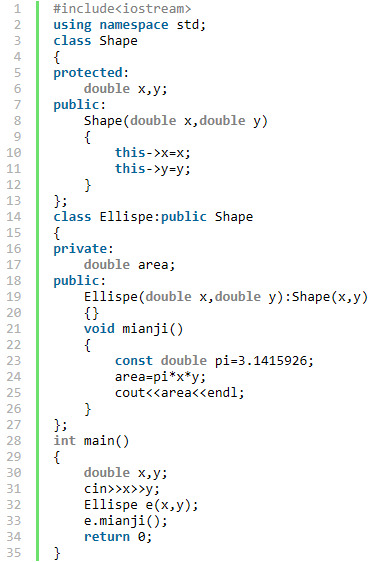 1 #include<iostream>
2 using namespace std;
3 class Shape
4 {
5 protected:
6     double x,y;
7 public:
8     Shape(double x,double y)
9     {
10         this->x=x;
11         this->y=y;
12     }
13 };
14 class Ellispe:public Shape
15 {
16 private:
17     double area;
18 public:
19     Ellispe(double x,double y):Shape(x,y)
20     {}
21     void mianji()
22     {
23         const double pi=3.1415926;
24         area=pi*x*y;
25         cout<<area<<endl;
26     }
27 };
28 int main()
29 {
30     double x,y;
31     cin>>x>>y;
32     Ellispe e(x,y);
33     e.mianji();
34     return 0;
35 }